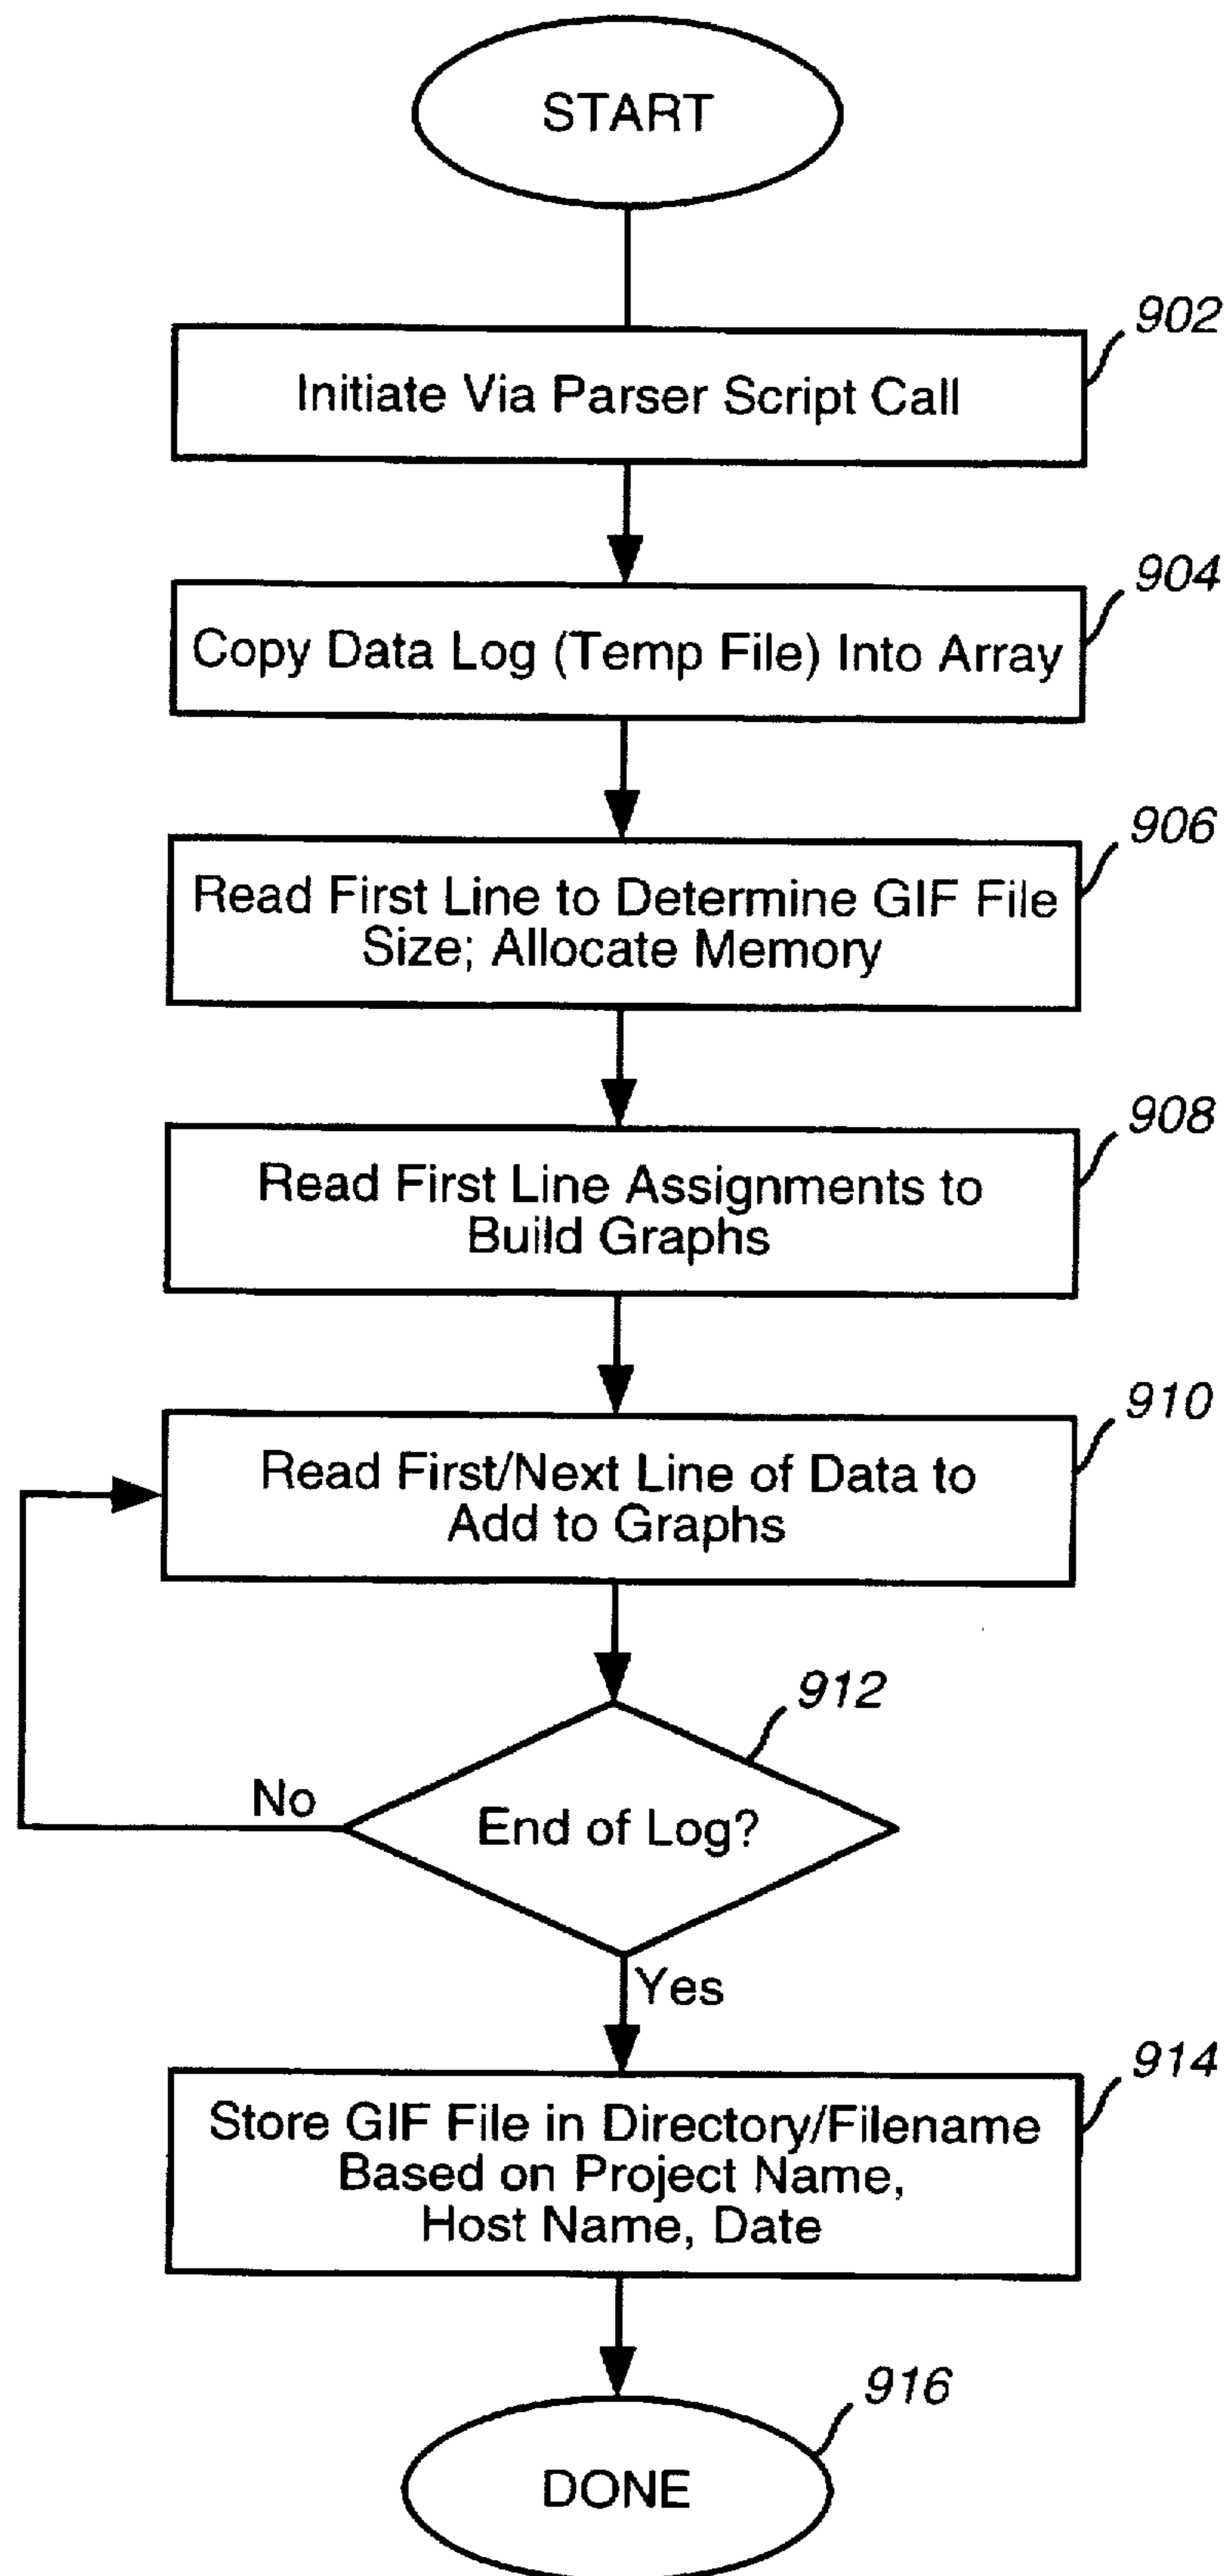 START
902
Initiate Via Parser Script Call
904
Copy Data Log (Temp File) Into Array
906
Read First Line to Determine GIF File
Size; Allocate Memory
908
Read First Line Assignments to
Build Graphs
910
Read First/Next Line of Data to
Add to Graphs
912
No
End of Log?
Yes
914
Store GIF File in Directory/Filename
Based on Project Name,
Host Name, Date
916
DONE